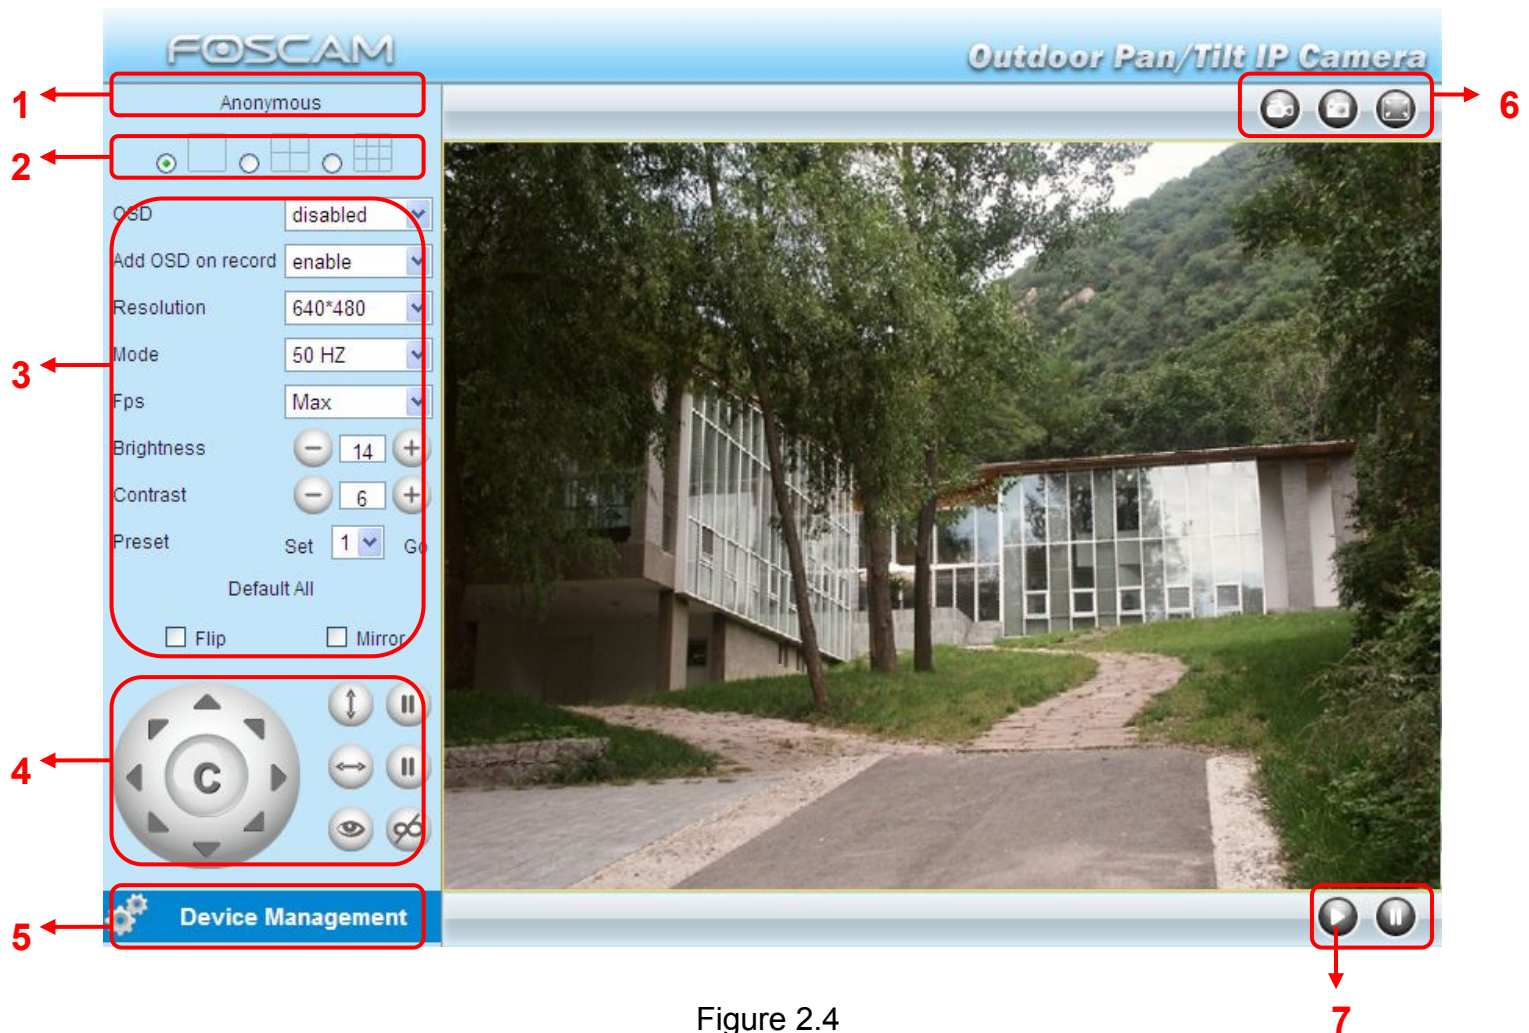 FOSCAM
Outdoor Pan/Tilt IP Camera
1
Anonymous
6
2
OSD disabled
Add OSD on record enable
Resolution 640*480
3
Mode 50 HZ
Fps Max
Brightness 14
Contrast 6
Preset Set 1 Go
Default All
Flip Mirror
4
C
5
Device Management
7
Figure 2.4